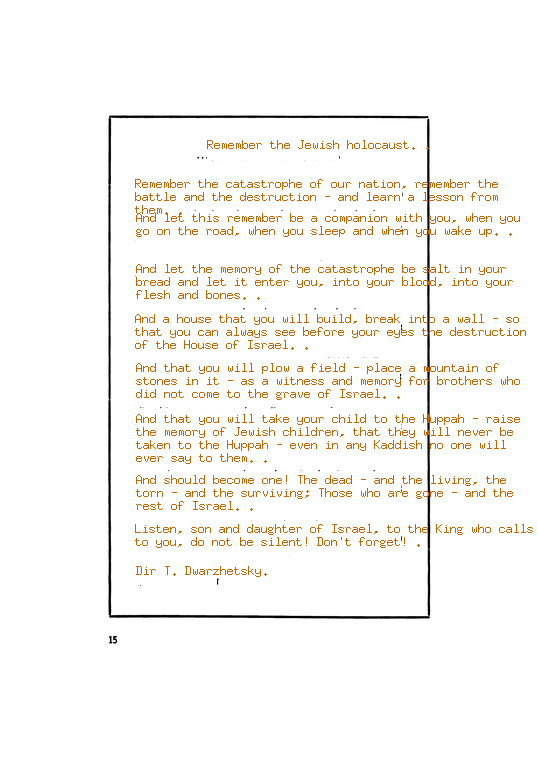 Remember the Jewish holocaust. .
Remember the catastrophe of our nation, remember the
battle and the destruction - and learn a lesson from
them. .
And let this remember be a companion with you, when you
go on the road, when you sleep and when you wake up. .
And let the memory of the catastrophe be salt in your
bread and let it enter you, into your blood, into your
flesh and bones. .
And a house that you will build, break into a wall - so
that you can always see before your eyes the destruction
of the House of Israel. .
And that you will plow a field - place a mountain of
stones in it - as a witness and memory for brothers who
did not come to the grave of Israel. .
And that you will take your child to the Huppah - raise
the memory of Jewish children, that they will never be
taken to the Huppah - even in any Kaddish no one will
ever say to them. .
And should become one! The dead - and the living, the
torn - and the surviving; Those who are gone - and the
rest of Israel. .
Listen, son and daughter of Israel, to the King who calls
to you, do not be silent! Don't forget! .
Dir T. Dwarzhetsky.
15